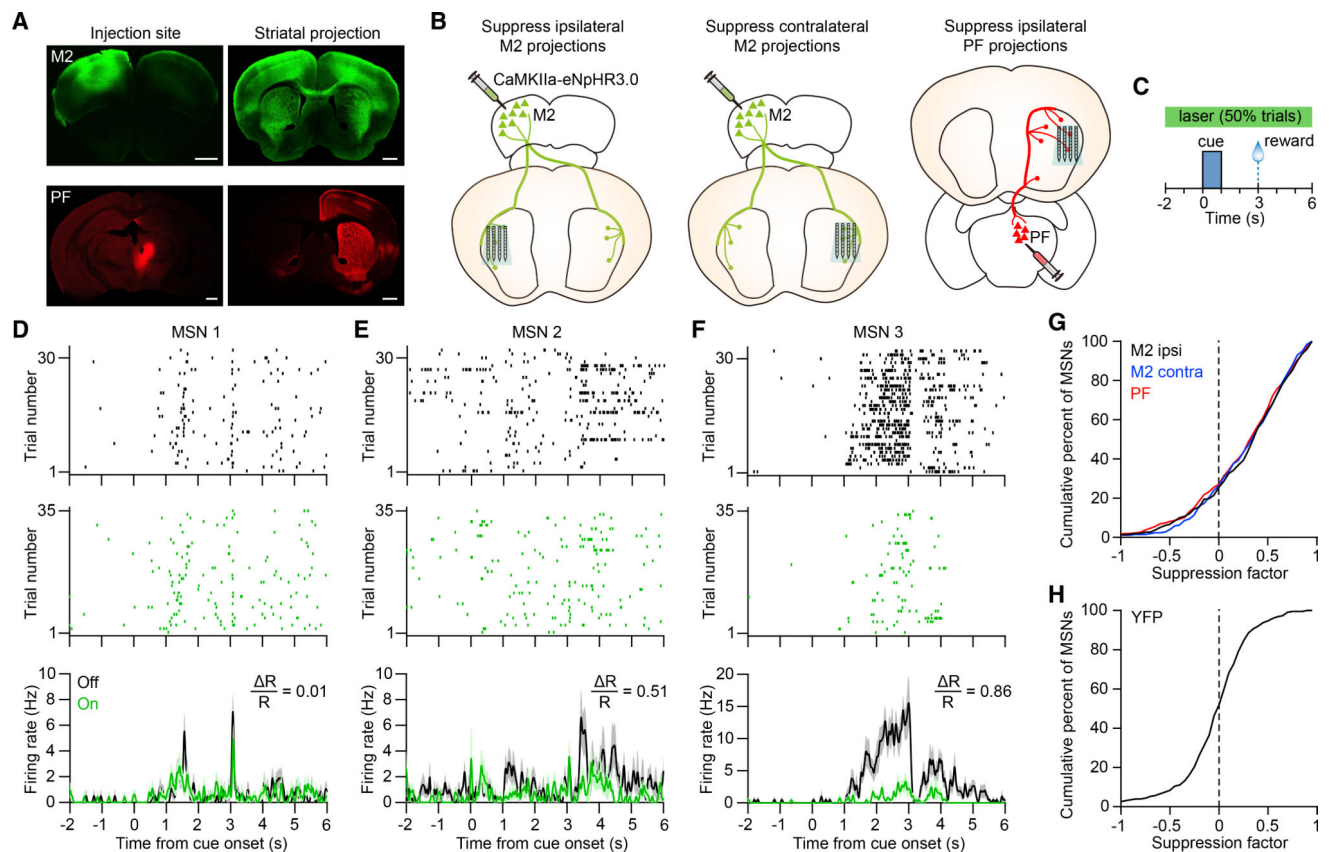 A
Injection site
Striatal projection
M2
PF
B
Suppress ipsilateral
M2 projections
Suppress contralateral
M2 projections
Suppress ipsilateral
PF projections
CaMKIIa-eNpHR3.0
M2
M2
PF
C
laser (50% trials)
cue
reward
-2 0 3 6
Time (s)
D
MSN 1
30
Trial number
1
35
Trial number
1
10
8
6
4
2
0
Firing rate (Hz)
Off
On
ΔR
R
= 0.01
-2 -1 0 1 2 3 4 5 6
Time from cue onset (s)
E
MSN 2
30
Trial number
1
35
Trial number
1
10
8
6
4
2
0
Firing rate (Hz)
ΔR
R
= 0.51
-2 -1 0 1 2 3 4 5 6
Time from cue onset (s)
F
MSN 3
30
Trial number
1
35
Trial number
1
20
15
10
5
0
Firing rate (Hz)
ΔR
R
= 0.86
-2 -1 0 1 2 3 4 5 6
Time from cue onset (s)
G
M2 ipsi
M2 contra
PF
100
80
60
40
20
0
Cumulative percent of MSNs
-1 -0.5 0 0.5 1
Suppression factor
H
YFP
100
80
60
40
20
0
Cumulative percent of MSNs
-1 -0.5 0 0.5 1
Suppression factor